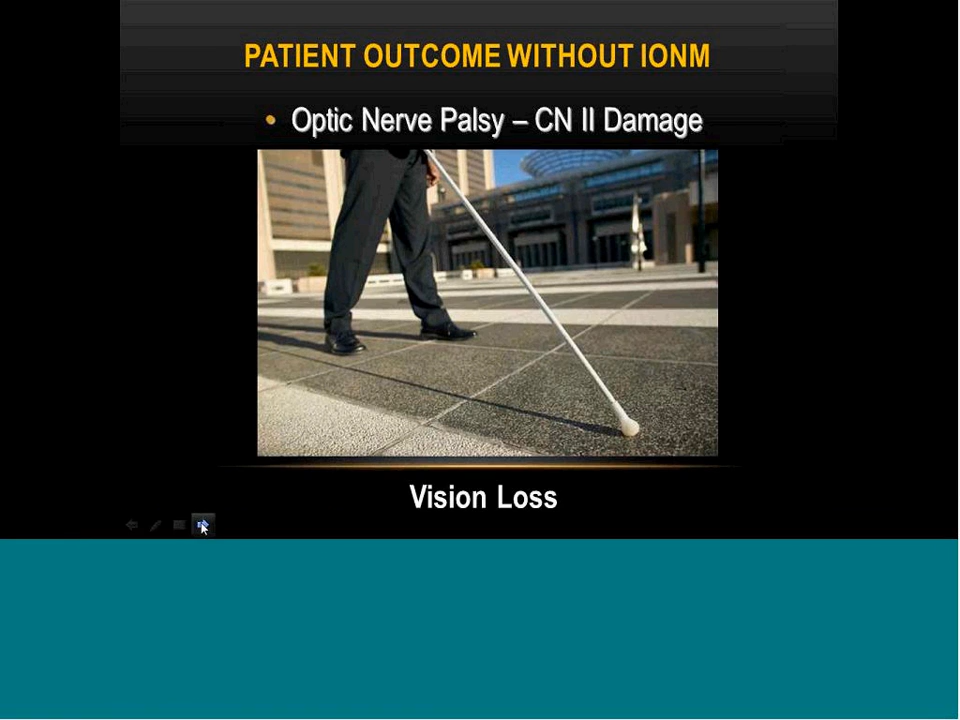 PATIENT OUTCOME WITHOUT IONM
• Optic Nerve Palsy – CN II Damage
Vision Loss